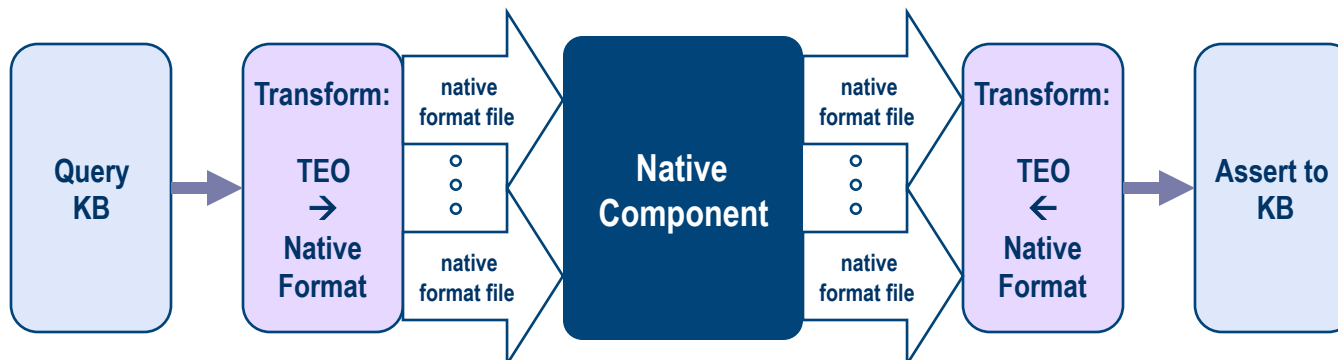 Query
KB
Transform:
TEO
→
Native
Format
native
format file
native
format file
Native
Component
native
format file
native
format file
Transform:
TEO
←
Native
Format
Assert to
KB